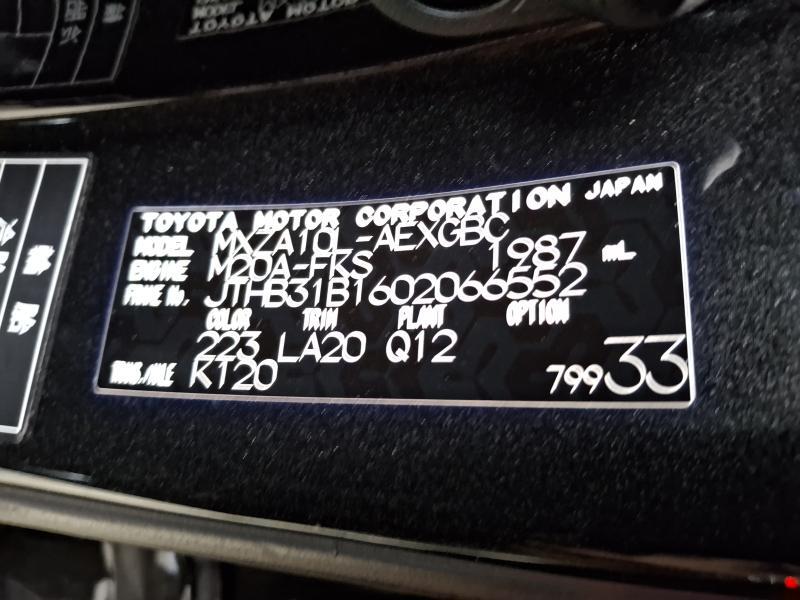 TOYOTA MOTOR CORPORATION JAPAN
MODEL MXZA10L-AEXGBC
ENGINE M20A-FKS 1987 mL
FRAME No. JTHB31B1602066552
COLOR TRIM PLANT OPTION
223 LA20 Q12
TRANS./AXLE K120
79933